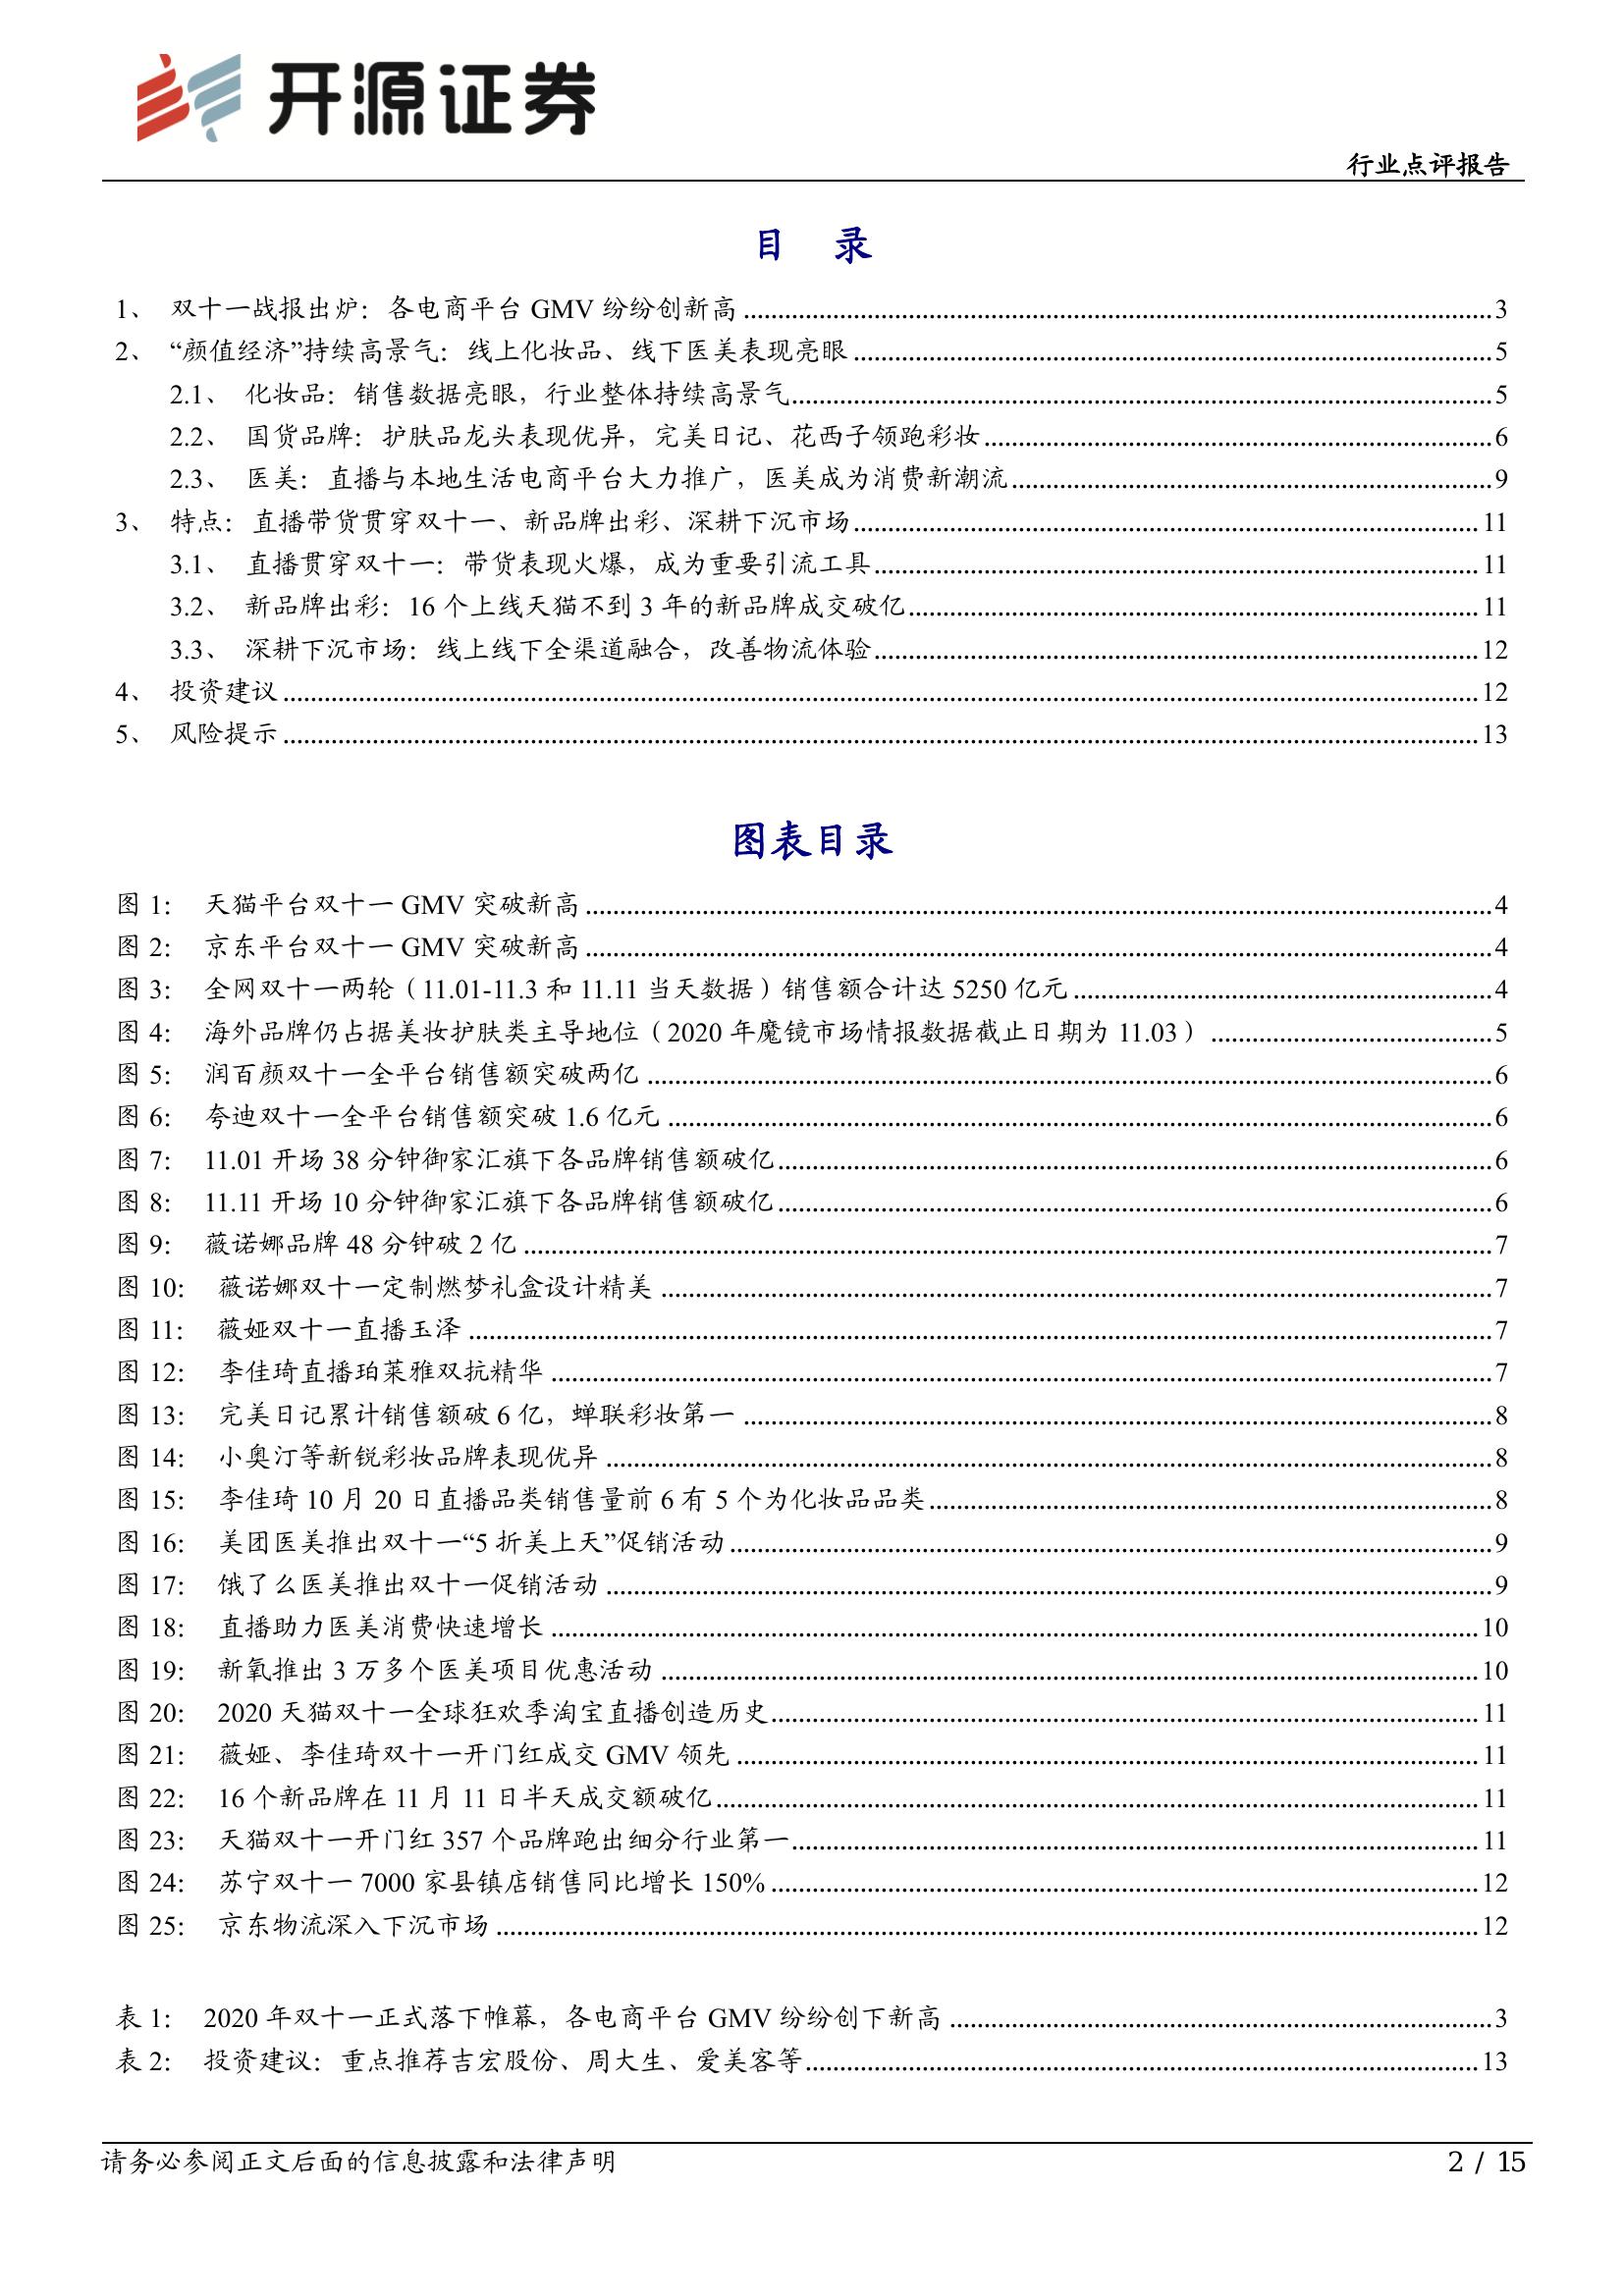 开源证券
行业点评报告
目 录
1、 双十一战报出炉：各电商平台 GMV 纷纷创新高 3
2、 “颜值经济”持续高景气：线上化妆品、线下医美表现亮眼 5
2.1、 化妆品：销售数据亮眼，行业整体持续高景气 5
2.2、 国货品牌：护肤品龙头表现优异，完美日记、花西子领跑彩妆 6
2.3、 医美：直播与本地生活电商平台大力推广，医美成为消费新潮流 9
3、 特点：直播带货贯穿双十一、新品牌出彩、深耕下沉市场 11
3.1、 直播贯穿双十一：带货表现火爆，成为重要引流工具 11
3.2、 新品牌出彩：16 个上线天猫不到 3 年的新品牌成交破亿 11
3.3、 深耕下沉市场：线上线下全渠道融合，改善物流体验 12
4、 投资建议 12
5、 风险提示 13
图表目录
图 1： 天猫平台双十一 GMV 突破新高 4
图 2： 京东平台双十一 GMV 突破新高 4
图 3： 全网双十一两轮（11.01-11.3 和 11.11 当天数据）销售额合计达 5250 亿元 4
图 4： 海外品牌仍占据美妆护肤类主导地位（2020 年魔镜市场情报数据截止日期为 11.03） 5
图 5： 润百颜双十一全平台销售额突破两亿 6
图 6： 夸迪双十一全平台销售额突破 1.6 亿元 6
图 7： 11.01 开场 38 分钟御家汇旗下各品牌销售额破亿 6
图 8： 11.11 开场 10 分钟御家汇旗下各品牌销售额破亿 6
图 9： 薇诺娜品牌 48 分钟破 2 亿 7
图 10： 薇诺娜双十一定制燃梦礼盒设计精美 7
图 11： 薇娅双十一直播玉泽 7
图 12： 李佳琦直播珀莱雅双抗精华 7
图 13： 完美日记累计销售额破 6 亿，蝉联彩妆第一 8
图 14： 小奥汀等新锐彩妆品牌表现优异 8
图 15： 李佳琦 10 月 20 日直播品类销售量前 6 有 5 个为化妆品品类 8
图 16： 美团医美推出双十一“5 折美上天”促销活动 9
图 17： 饿了么医美推出双十一促销活动 9
图 18： 直播助力医美消费快速增长 10
图 19： 新氧推出 3 万多个医美项目优惠活动 10
图 20： 2020 天猫双十一全球狂欢季淘宝直播创造历史 11
图 21： 薇娅、李佳琦双十一开门红成交 GMV 领先 11
图 22： 16 个新品牌在 11 月 11 日半天成交额破亿 11
图 23： 天猫双十一开门红 357 个品牌跑出细分行业第一 11
图 24： 苏宁双十一 7000 家县镇店销售同比增长 150% 12
图 25： 京东物流深入下沉市场 12
表 1： 2020 年双十一正式落下帷幕，各电商平台 GMV 纷纷创下新高 3
表 2： 投资建议：重点推荐吉宏股份、周大生、爱美客等 13
请务必参阅正文后面的信息披露和法律声明
2 / 15